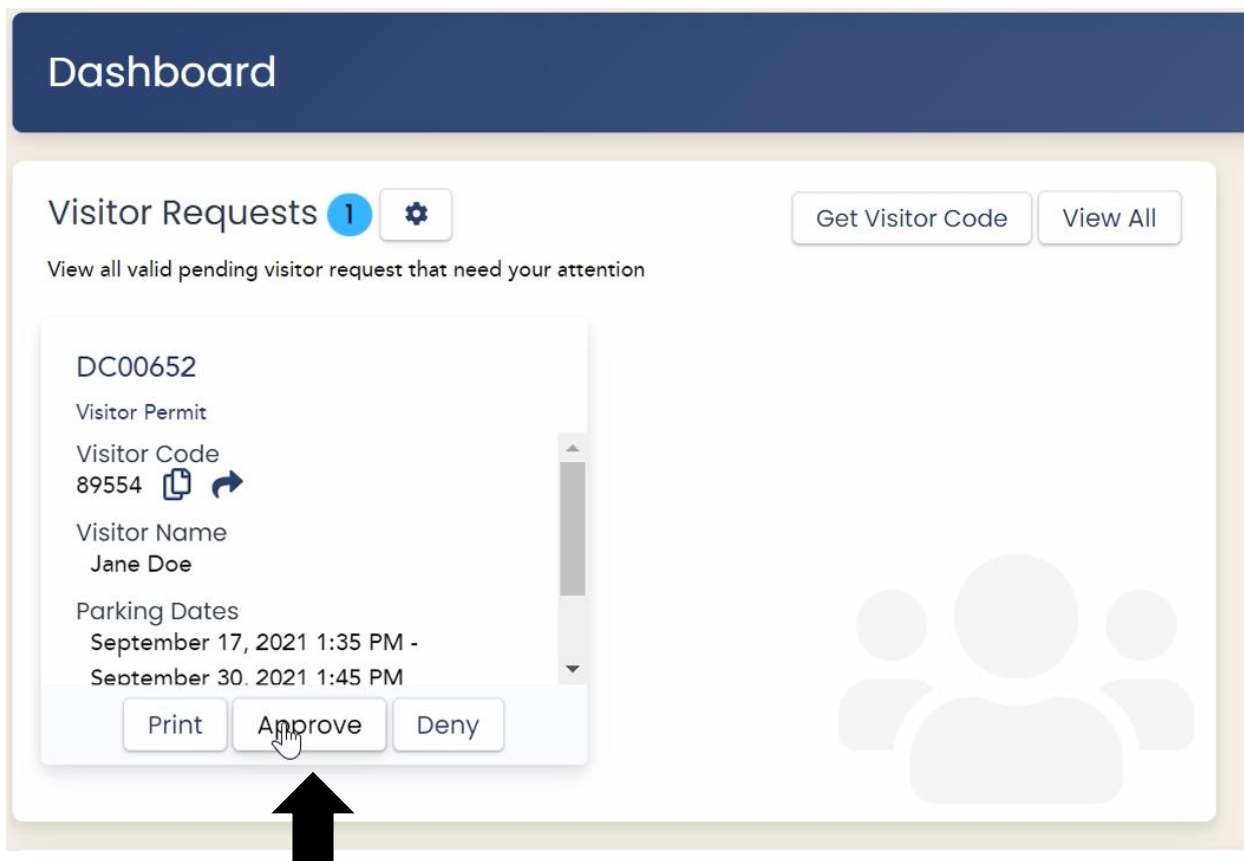 Dashboard
Visitor Requests 1
Get Visitor Code
View All
View all valid pending visitor request that need your attention
DC00652
Visitor Permit
Visitor Code
89554
Visitor Name
Jane Doe
Parking Dates
September 17, 2021 1:35 PM -
September 30, 2021 1:45 PM
Print
Approve
Deny